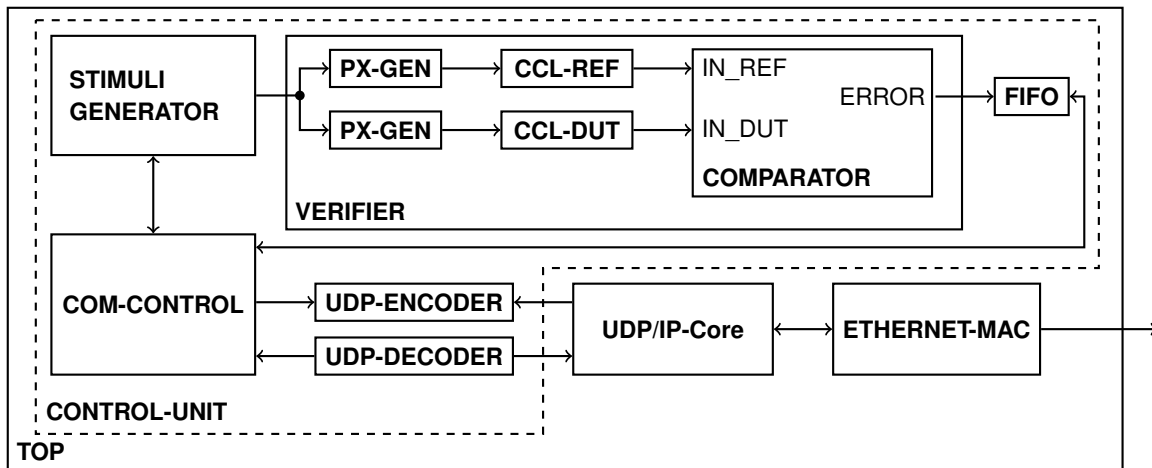 STIMULI
GENERATOR
PX-GEN
CCL-REF
IN_REF
ERROR
FIFO
PX-GEN
CCL-DUT
IN_DUT
COMPARATOR
VERIFIER
COM-CONTROL
UDP-ENCODER
UDP/IP-Core
ETHERNET-MAC
UDP-DECODER
CONTROL-UNIT
TOP